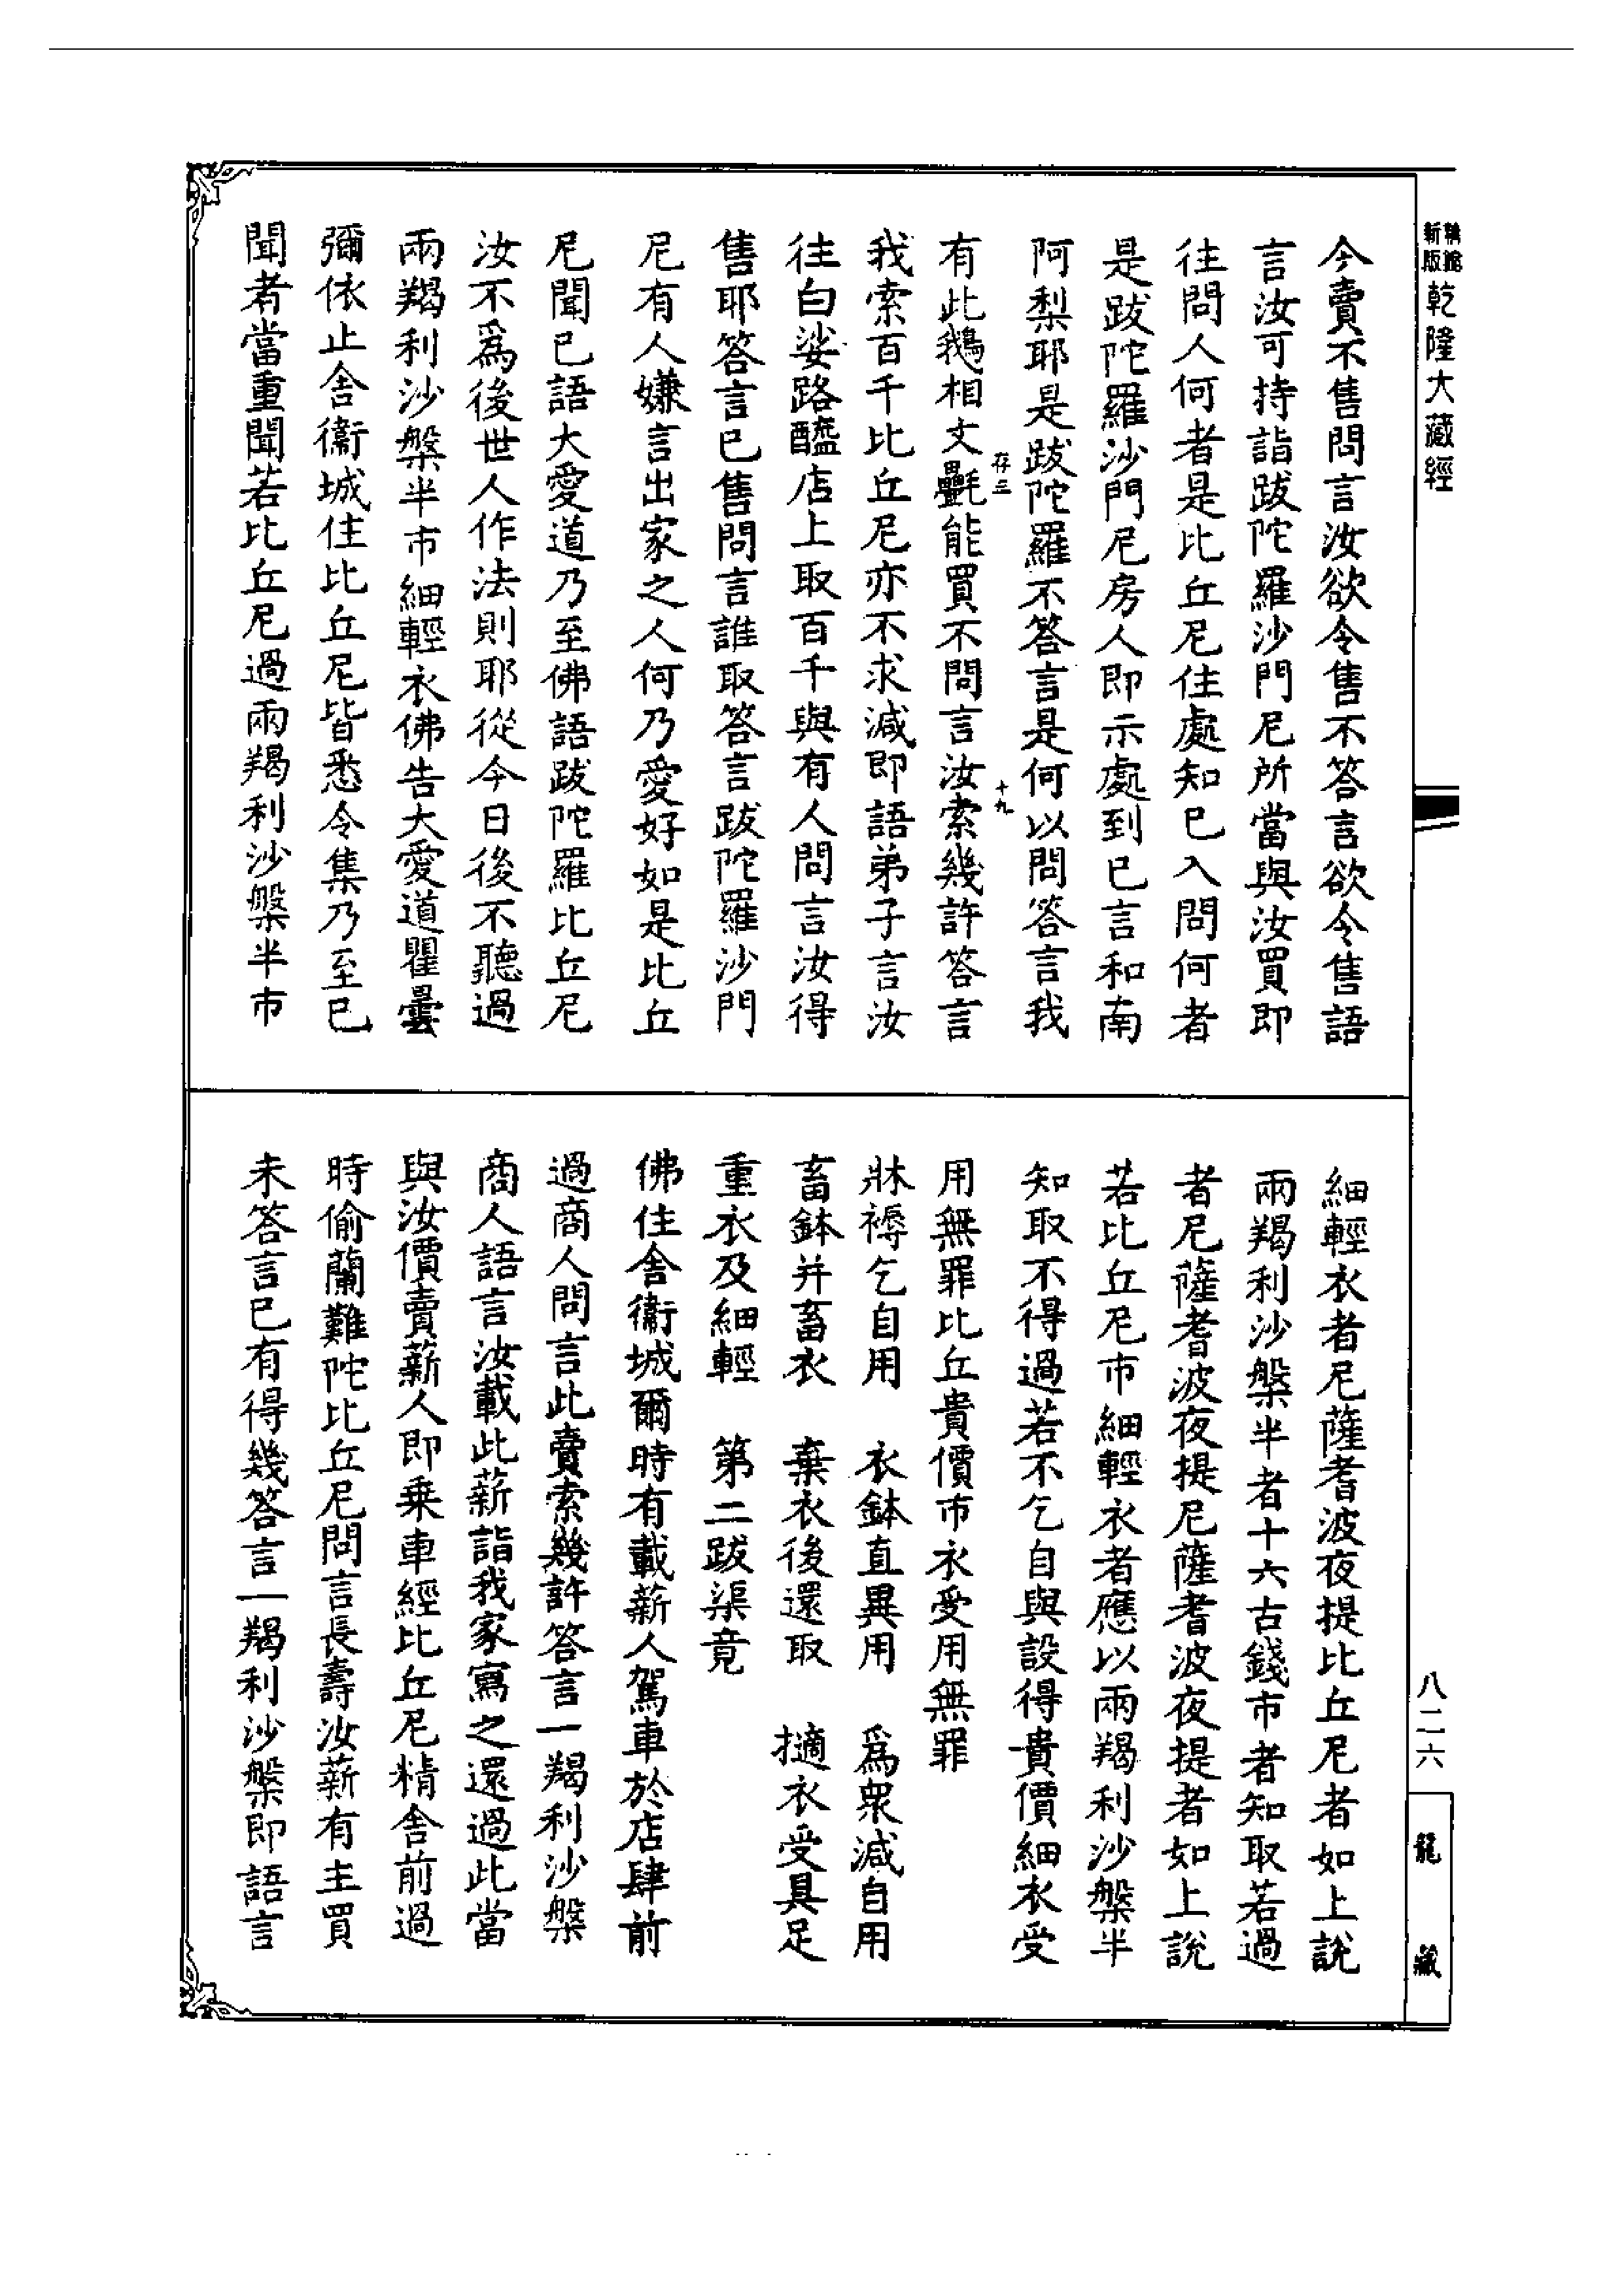 新版
乾隆大藏經
今賣不售問言汝欲令售不答言欲令售語
言汝可持詣跋陀羅沙門尼所當與汝買即
往問人何者是比丘尼住處知已入問何者
是跋陀羅沙門尼房人即示處到已言和南
阿梨耶是跋陀羅不答言是何以問答言我
存三
十九
有此鵝相文㲲能買不問言汝索幾許答言
我索百千比丘尼亦不求減即語弟子言汝
往白娑路醯店上取百千與有人問言汝得
售耶答言已售問言誰取答言跋陀羅沙門
尼有人嫌言出家之人何乃愛好如是比丘
尼聞已語大愛道乃至佛語跋陀羅比丘尼
汝不為後世人作法則耶從今日後不聽過
兩羯利沙槃半市細輕衣佛告大愛道瞿曇
彌依止舍衞城住比丘尼皆悉令集乃至已
聞者當重聞若比丘尼過兩羯利沙槃半市
細輕衣者尼薩耆波夜提比丘尼者如上說
兩羯利沙槃半者十六古錢市者知取若過
者尼薩耆波夜提尼薩耆波夜提者如上說
若比丘尼市細輕衣者應以兩羯利沙槃半
知取不得過若不乞自與設得貴價細衣受
用無罪比丘貴價市衣受用無罪
牀褥乞自用　衣鉢直異用　為衆減自用
畜鉢并畜衣　棄衣後還取　擿衣受具足
重衣及細輕　第二跋渠竟
佛住舍衞城爾時有載薪人駕車於店肆前
過商人問言此賣索幾許答言一羯利沙槃
商人語言汝載此薪詣我家寫之還過此當
與汝價賣薪人即乗車經比丘尼精舍前過
時偷蘭難陀比丘尼問言長壽汝薪有主買
未答言已有得幾答言一羯利沙槃即語言
八二六
龍藏